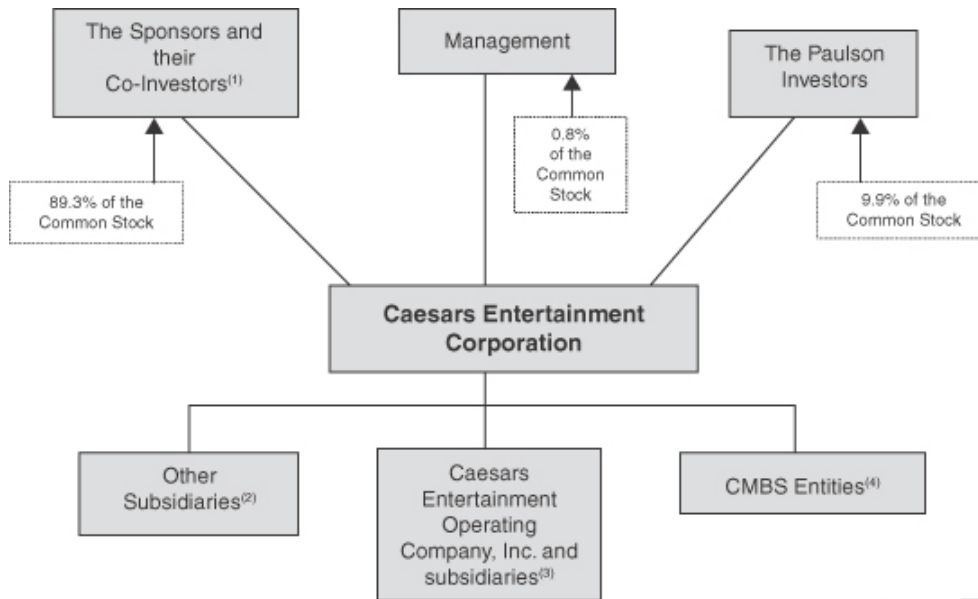 The Sponsors and
their
Co-Investors(1)
Management
The Paulson
Investors
89.3% of the
Common Stock
0.8%
of the
Common
Stock
9.9% of the
Common Stock
Caesars Entertainment
Corporation
Other
Subsidiaries(2)
Caesars
Entertainment
Operating
Company, Inc. and
subsidiaries(3)
CMBS Entities(4)